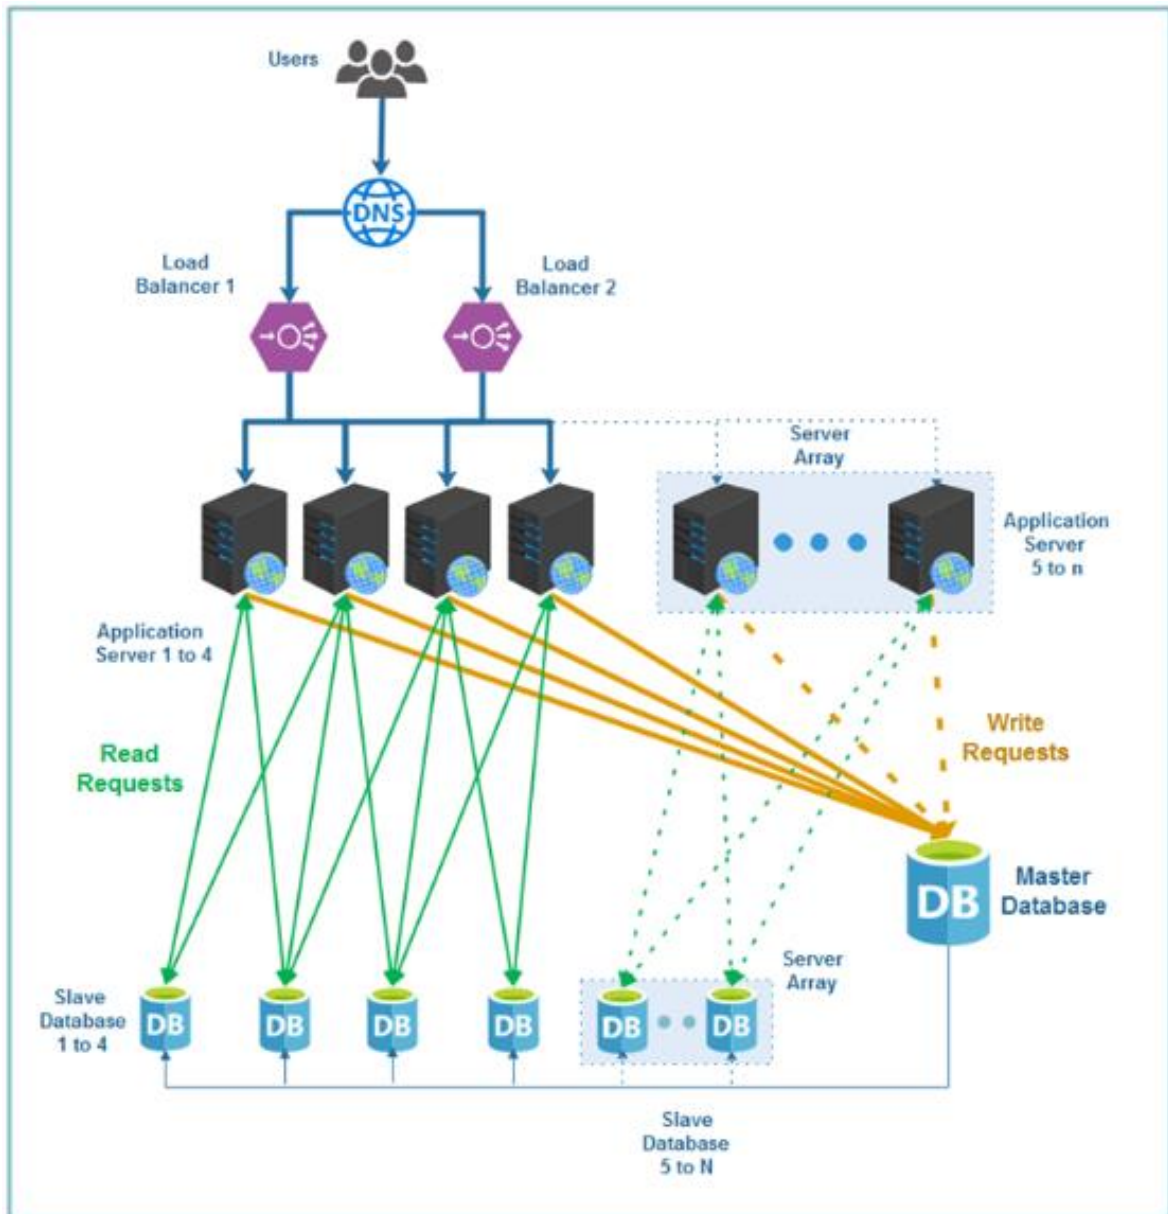 Users
DNS
Load
Balancer 1
Load
Balancer 2
Server
Array
Application
Server
5 to n
Application
Server 1 to 4
Read
Requests
Write
Requests
DB
Master
Database
Server
Array
Slave
Database
1 to 4
DB
DB
DB
DB
DB
DB
Slave
Database
5 to N